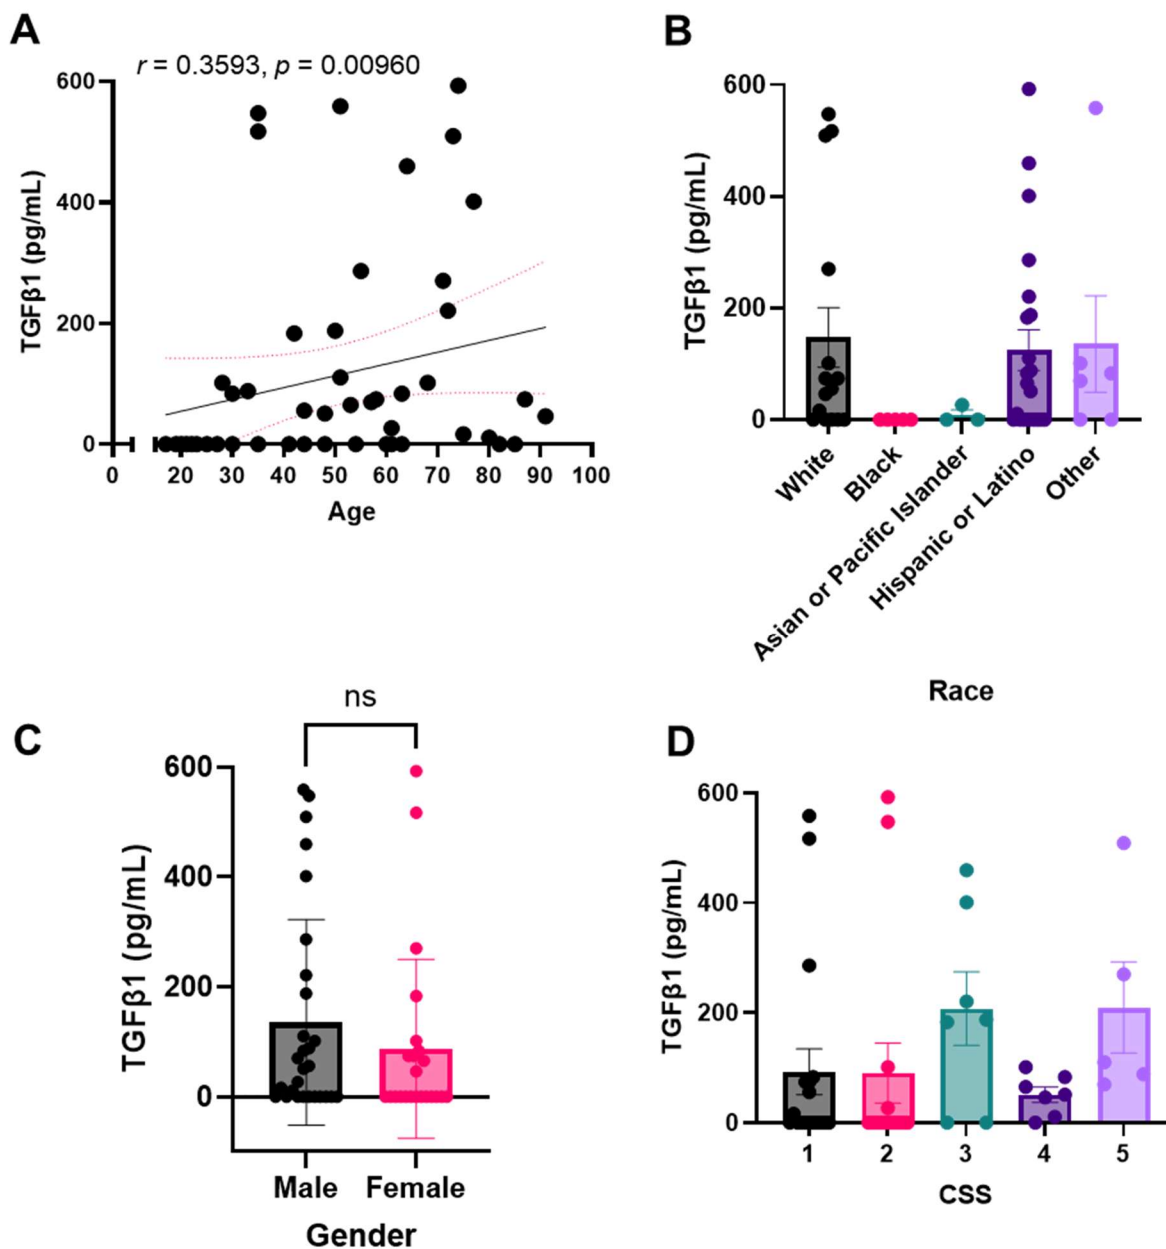 A
r = 0.3593, p = 0.00960
TGFβ1 (pg/mL)
600
400
200
0
0 20 30 40 50 60 70 80 90 100
Age
B
TGFβ1 (pg/mL)
600
400
200
0
White
Black
Asian or Pacific Islander
Hispanic or Latino
Other
Race
C
ns
TGFβ1 (pg/mL)
600
400
200
0
Male Female
Gender
D
TGFβ1 (pg/mL)
600
400
200
0
1 2 3 4 5
CSS